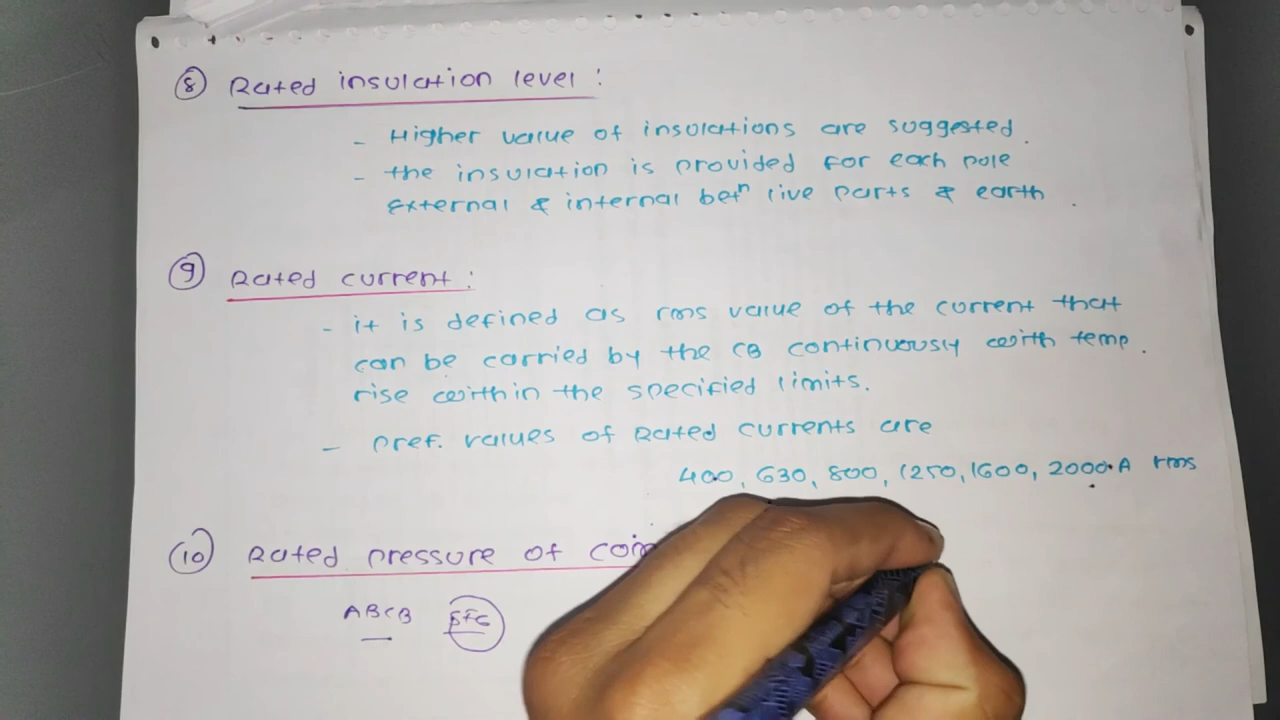 ⑧ Rated insulation level :
- Higher value of insulations are suggested.
- the insulation is provided for each pole
external & internal betn live parts & earth .
⑨ Rated current :
- it is defined as rms value of the current that
can be carried by the CB continuously with temp.
rise within the specified limits.
- pref. values of Rated currents are
400, 630, 800, 1250, 1600, 2000 A rms
⑩ Rated pressure of
ABCB SF6